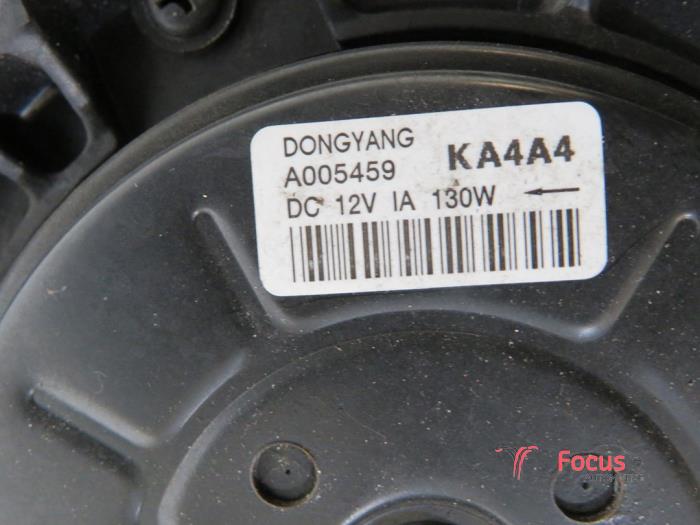 DONGYANG
A005459 KA4A4
DC 12V IA 130W ←
Focus